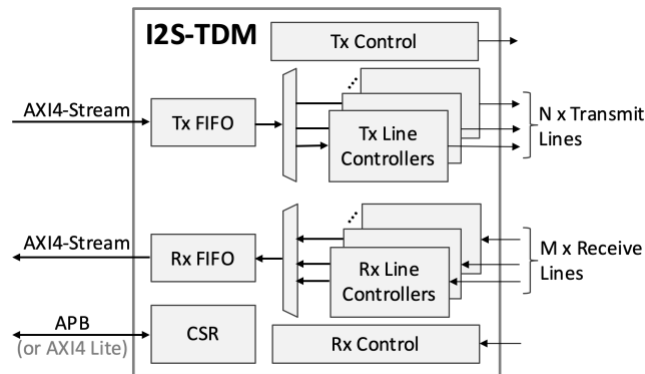 I2S-TDM
Tx Control
AXI4-Stream
Tx FIFO
Tx Line
Controllers
N x Transmit
Lines
AXI4-Stream
Rx FIFO
Rx Line
Controllers
M x Receive
Lines
APB
(or AXI4 Lite)
CSR
Rx Control